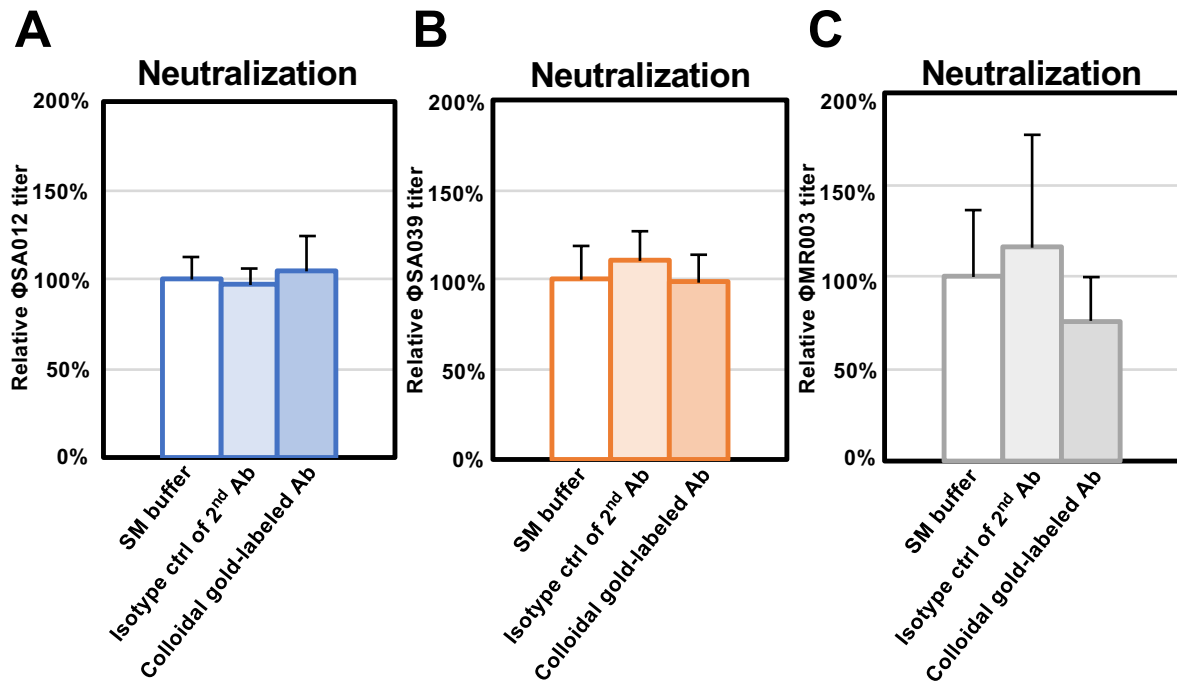 A
Neutralization
Relative ΦSA012 titer
200%
150%
100%
50%
0%
SM buffer
Isotype ctrl of 2nd Ab
Colloidal gold-labeled Ab
B
Neutralization
Relative ΦSA039 titer
200%
150%
100%
50%
0%
SM buffer
Isotype ctrl of 2nd Ab
Colloidal gold-labeled Ab
C
Neutralization
Relative ΦMR003 titer
200%
150%
100%
50%
0%
SM buffer
Isotype ctrl of 2nd Ab
Colloidal gold-labeled Ab